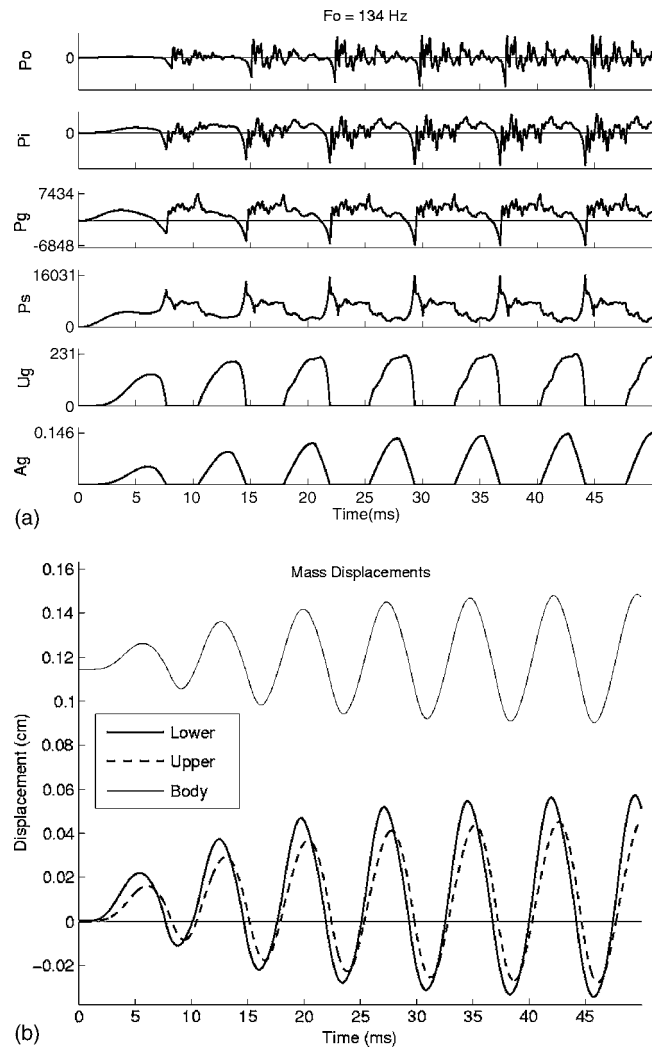 Fo = 134 Hz
Po
0
Pi
0
Pg
7434
-6848
Ps
16031
0
Ug
231
0
Ag
0.146
0 5 10 15 20 25 30 35 40 45
Time(ms)
(a)
Mass Displacements
Displacement (cm)
0.16
0.14
0.12
0.1
0.08
0.06
0.04
0.02
0
−0.02
Lower
Upper
Body
0 5 10 15 20 25 30 35 40 45
Time (ms)
(b)